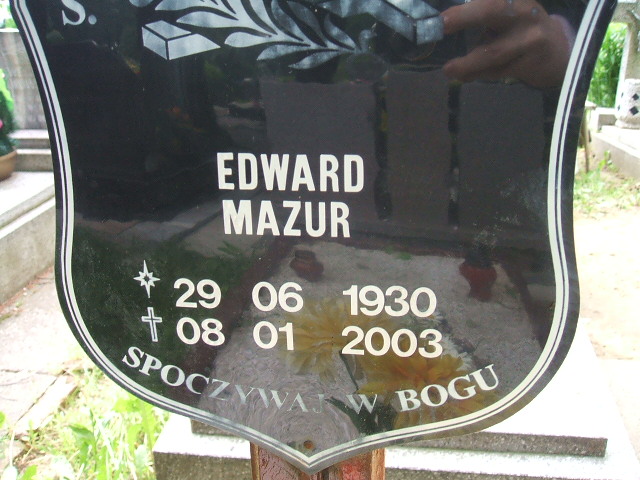 S.
EDWARD
MAZUR
29 06 1930
08 01 2003
SPOCZYWAJ W BOGU